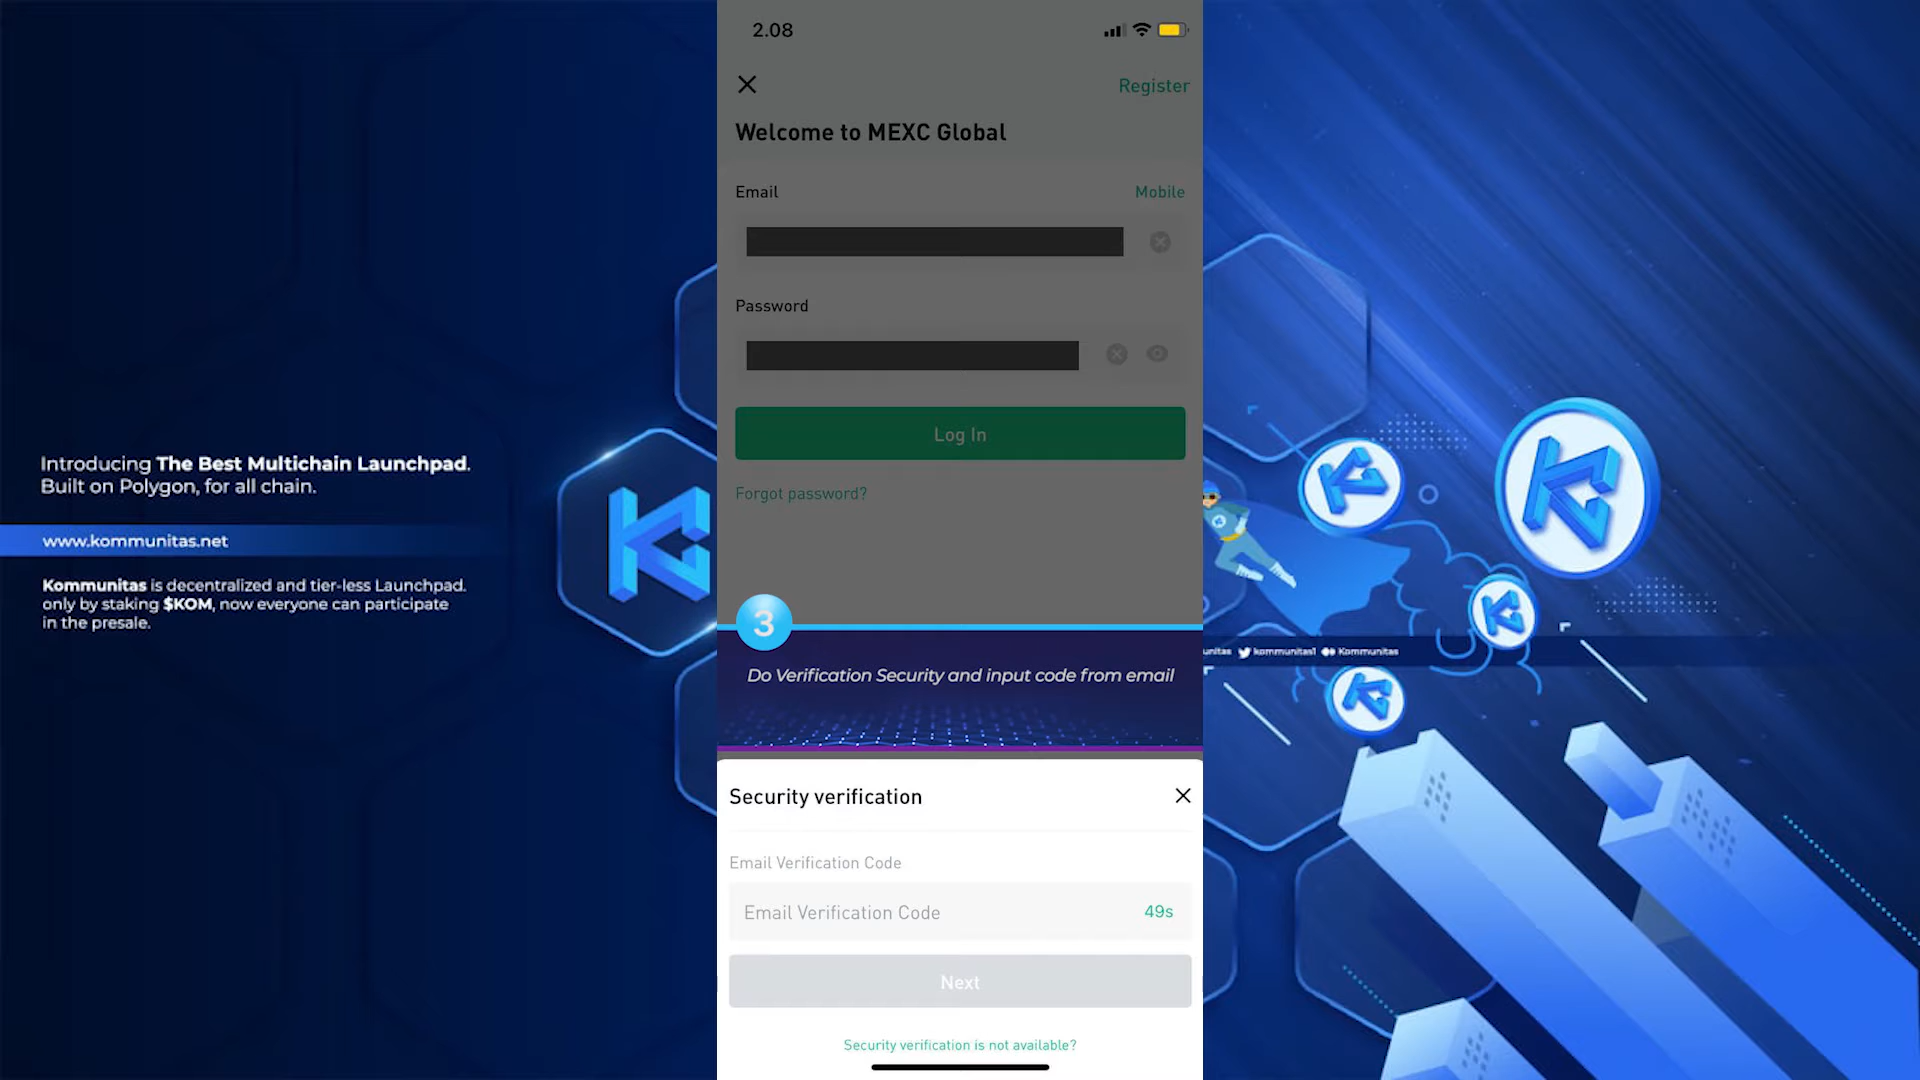 2.08
Register
Welcome to MEXC Global
Email
Mobile
Password
Log In
Forgot password?
3
Do Verification Security and input code from email
Security verification
Email Verification Code
Email Verification Code
49s
Next
Security verification is not available?
Introducing The Best Multichain Launchpad.
Built on Polygon, for all chain.
www.kommunitas.net
Kommunitas is decentralized and tier-less Launchpad.
only by staking $KOM, now everyone can participate
in the presale.
unitas kommunitas1 Kommunitas